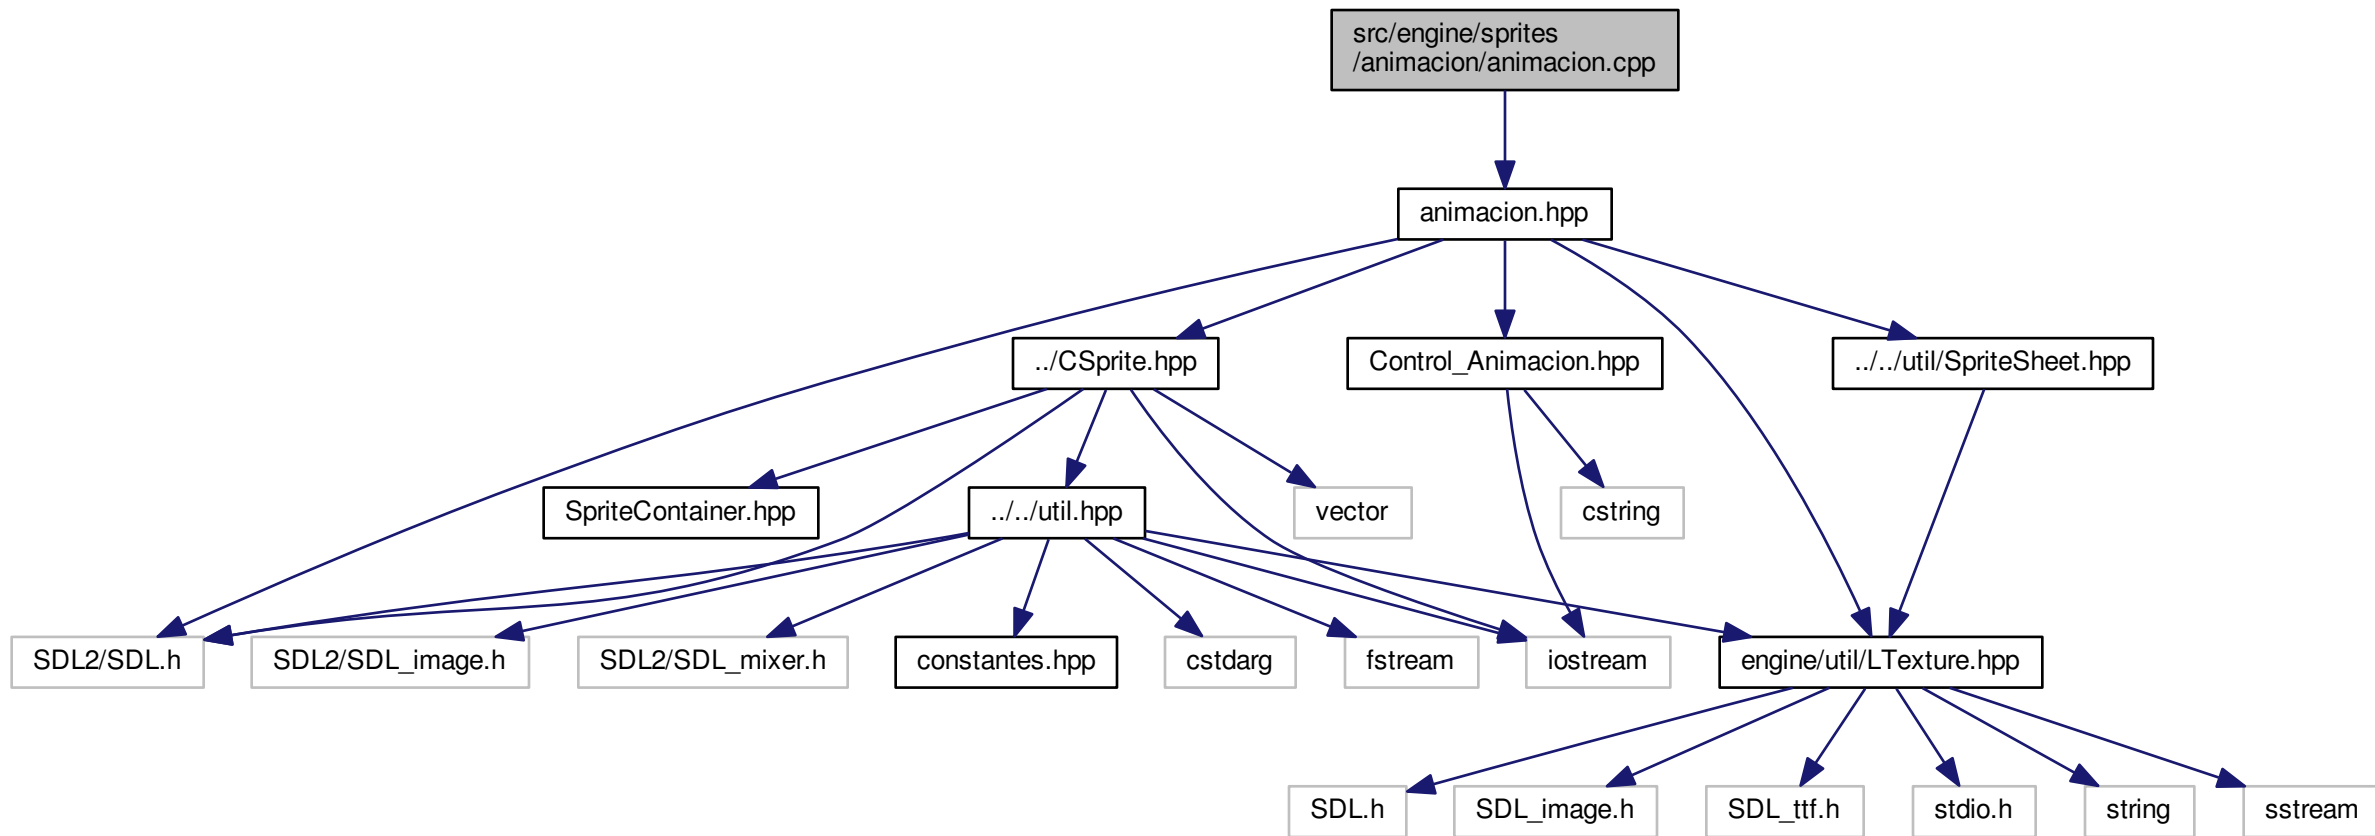 src/engine/sprites
/animacion/animacion.cpp
animacion.hpp
../CSprite.hpp
Control_Animacion.hpp
../../util/SpriteSheet.hpp
SpriteContainer.hpp
../../util.hpp
vector
cstring
SDL2/SDL.h
SDL2/SDL_image.h
SDL2/SDL_mixer.h
constantes.hpp
cstdarg
fstream
iostream
engine/util/LTexture.hpp
SDL.h
SDL_image.h
SDL_ttf.h
stdio.h
string
sstream